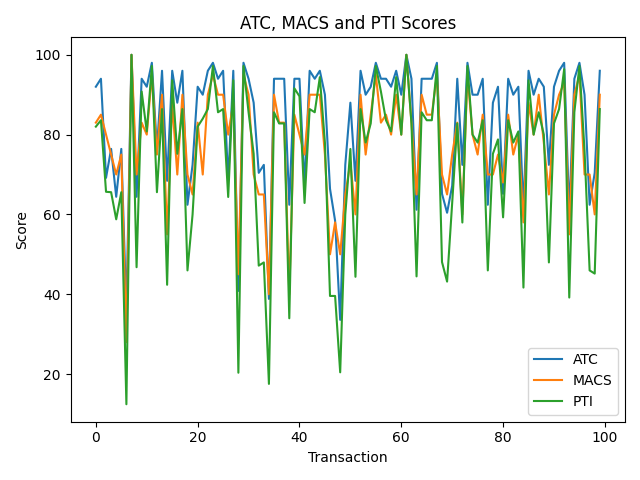 ATC, MACS and PTI Scores
100
80
60
40
20
Score
0
20
40
60
80
100
Transaction
ATC
MACS
PTI